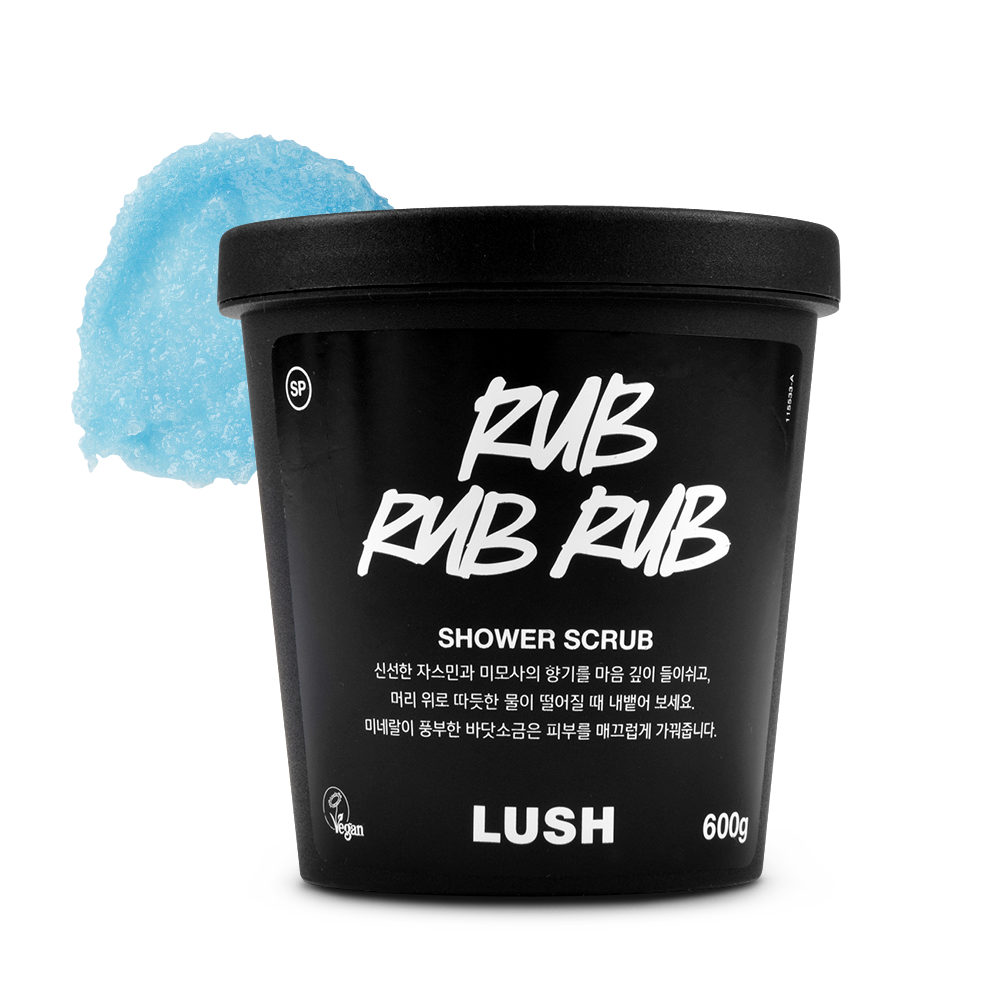 SP
115533-A
RUB
RUB RUB
SHOWER SCRUB
신선한 자스민과 미모사의 향기를 마음 깊이 들이쉬고,
머리 위로 따듯한 물이 떨어질 때 내뱉어 보세요.
미네랄이 풍부한 바닷소금은 피부를 매끄럽게 가꿔줍니다.
Vegan
LUSH
600g